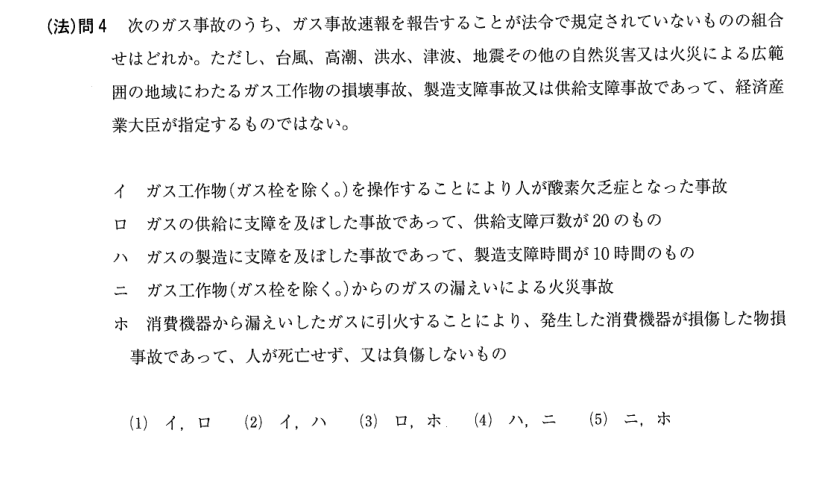 (法)問4 次のガス事故のうち、ガス事故速報を報告することが法令で規定されていないものの組合
せはどれか。ただし、台風、高潮、洪水、津波、地震その他の自然災害又は火災による広範
囲の地域にわたるガス工作物の損壊事故、製造支障事故又は供給支障事故であって、経済産
業大臣が指定するものではない。
イ ガス工作物(ガス栓を除く。)を操作することにより人が酸素欠乏症となった事故
ロ ガスの供給に支障を及ぼした事故であって、供給支障戸数が20のもの
ハ ガスの製造に支障を及ぼした事故であって、製造支障時間が10時間のもの
ニ ガス工作物(ガス栓を除く。)からのガスの漏えいによる火災事故
ホ 消費機器から漏えいしたガスに引火することにより、発生した消費機器が損傷した物損
事故であって、人が死亡せず、又は負傷しないもの
(1) イ,ロ (2) イ,ハ (3) ロ,ホ (4) ハ,ニ (5) ニ,ホ